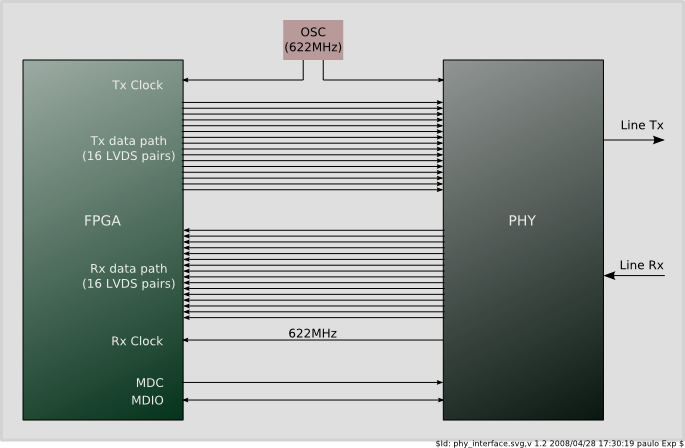 OSC
(622MHz)
Tx Clock
Tx data path
(16 LVDS pairs)
Line Tx
FPGA
PHY
Rx data path
(16 LVDS pairs)
Line Rx
622MHz
Rx Clock
MDC
MDIO
$Id: phy_interface.svg,v 1.2 2008/04/28 17:30:19 paulo Exp $